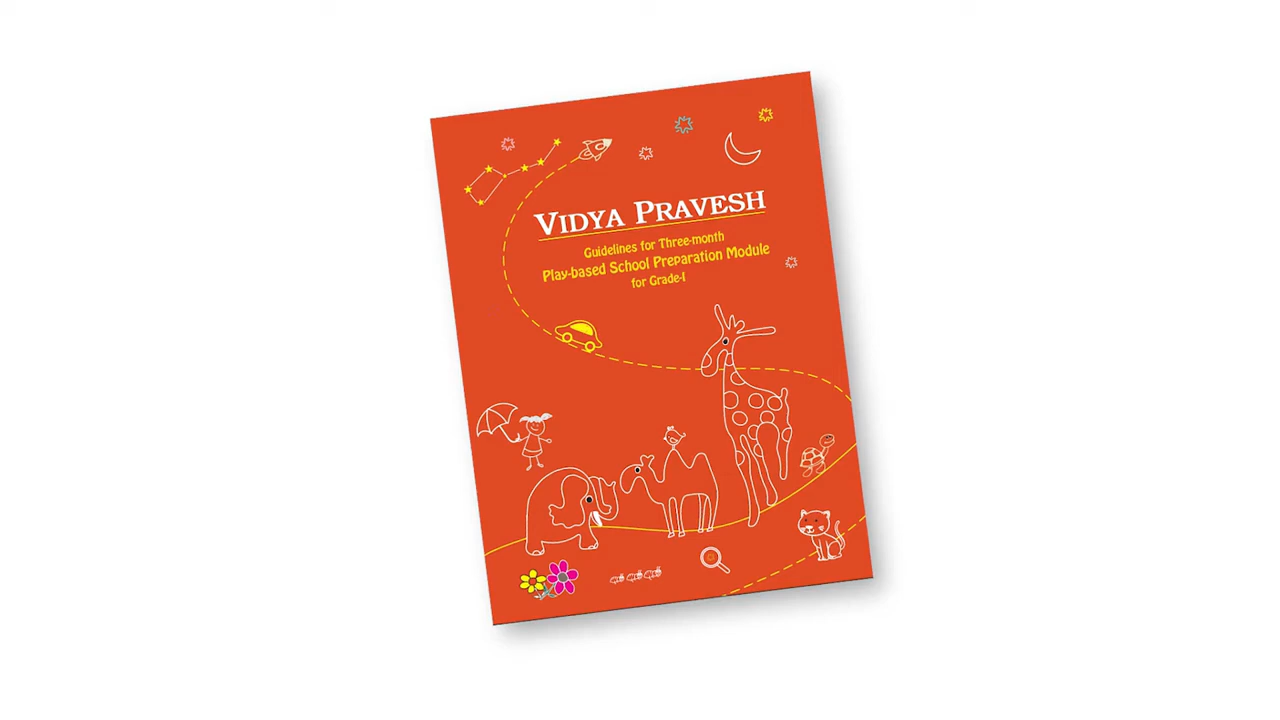 VIDYA PRAVESH
Guidelines for Three-month
Play-based School Preparation Module
for Grade-I